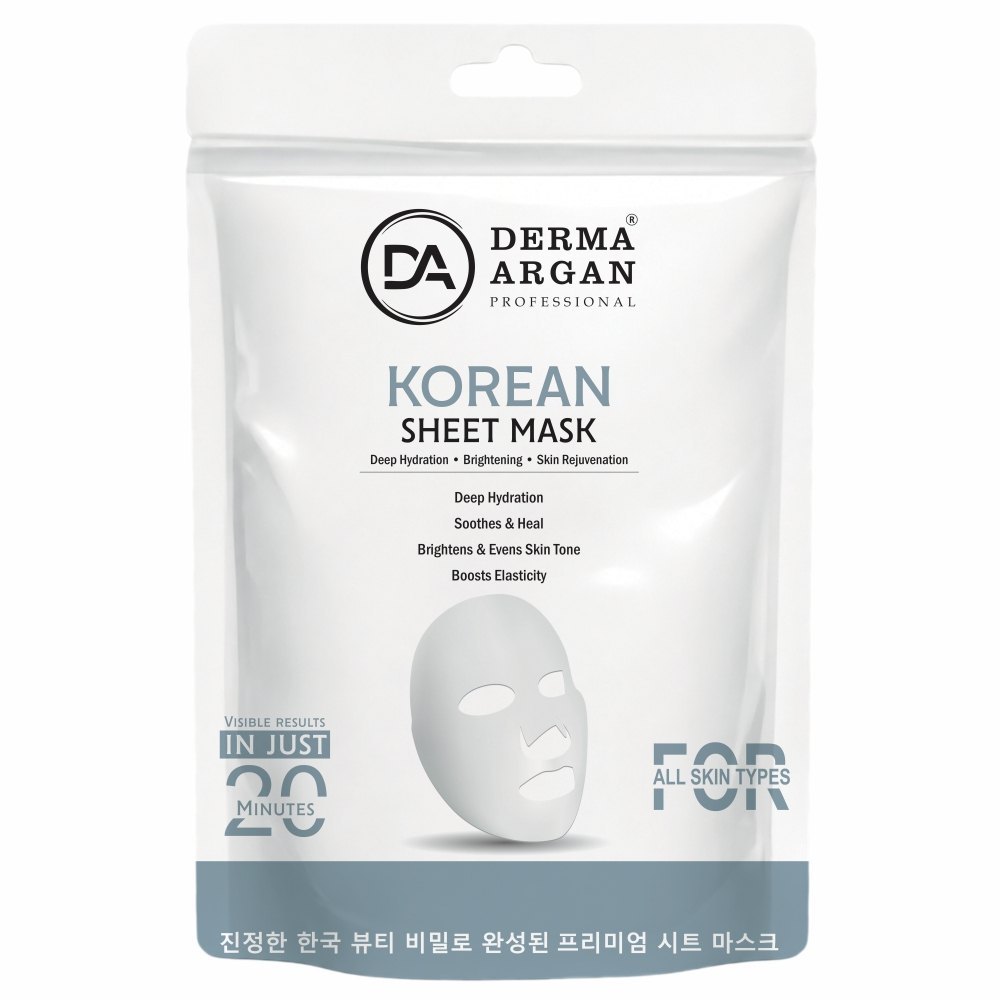 DA
DERMA®
ARGAN
PROFESSIONAL
KOREAN
SHEET MASK
Deep Hydration • Brightening • Skin Rejuvenation
Deep Hydration
Soothes & Heal
Brightens & Evens Skin Tone
Boosts Elasticity
VISIBLE RESULTS
IN JUST
20
MINUTES
FOR
ALL SKIN TYPES
진정한 한국 뷰티 비밀로 완성된 프리미엄 시트 마스크